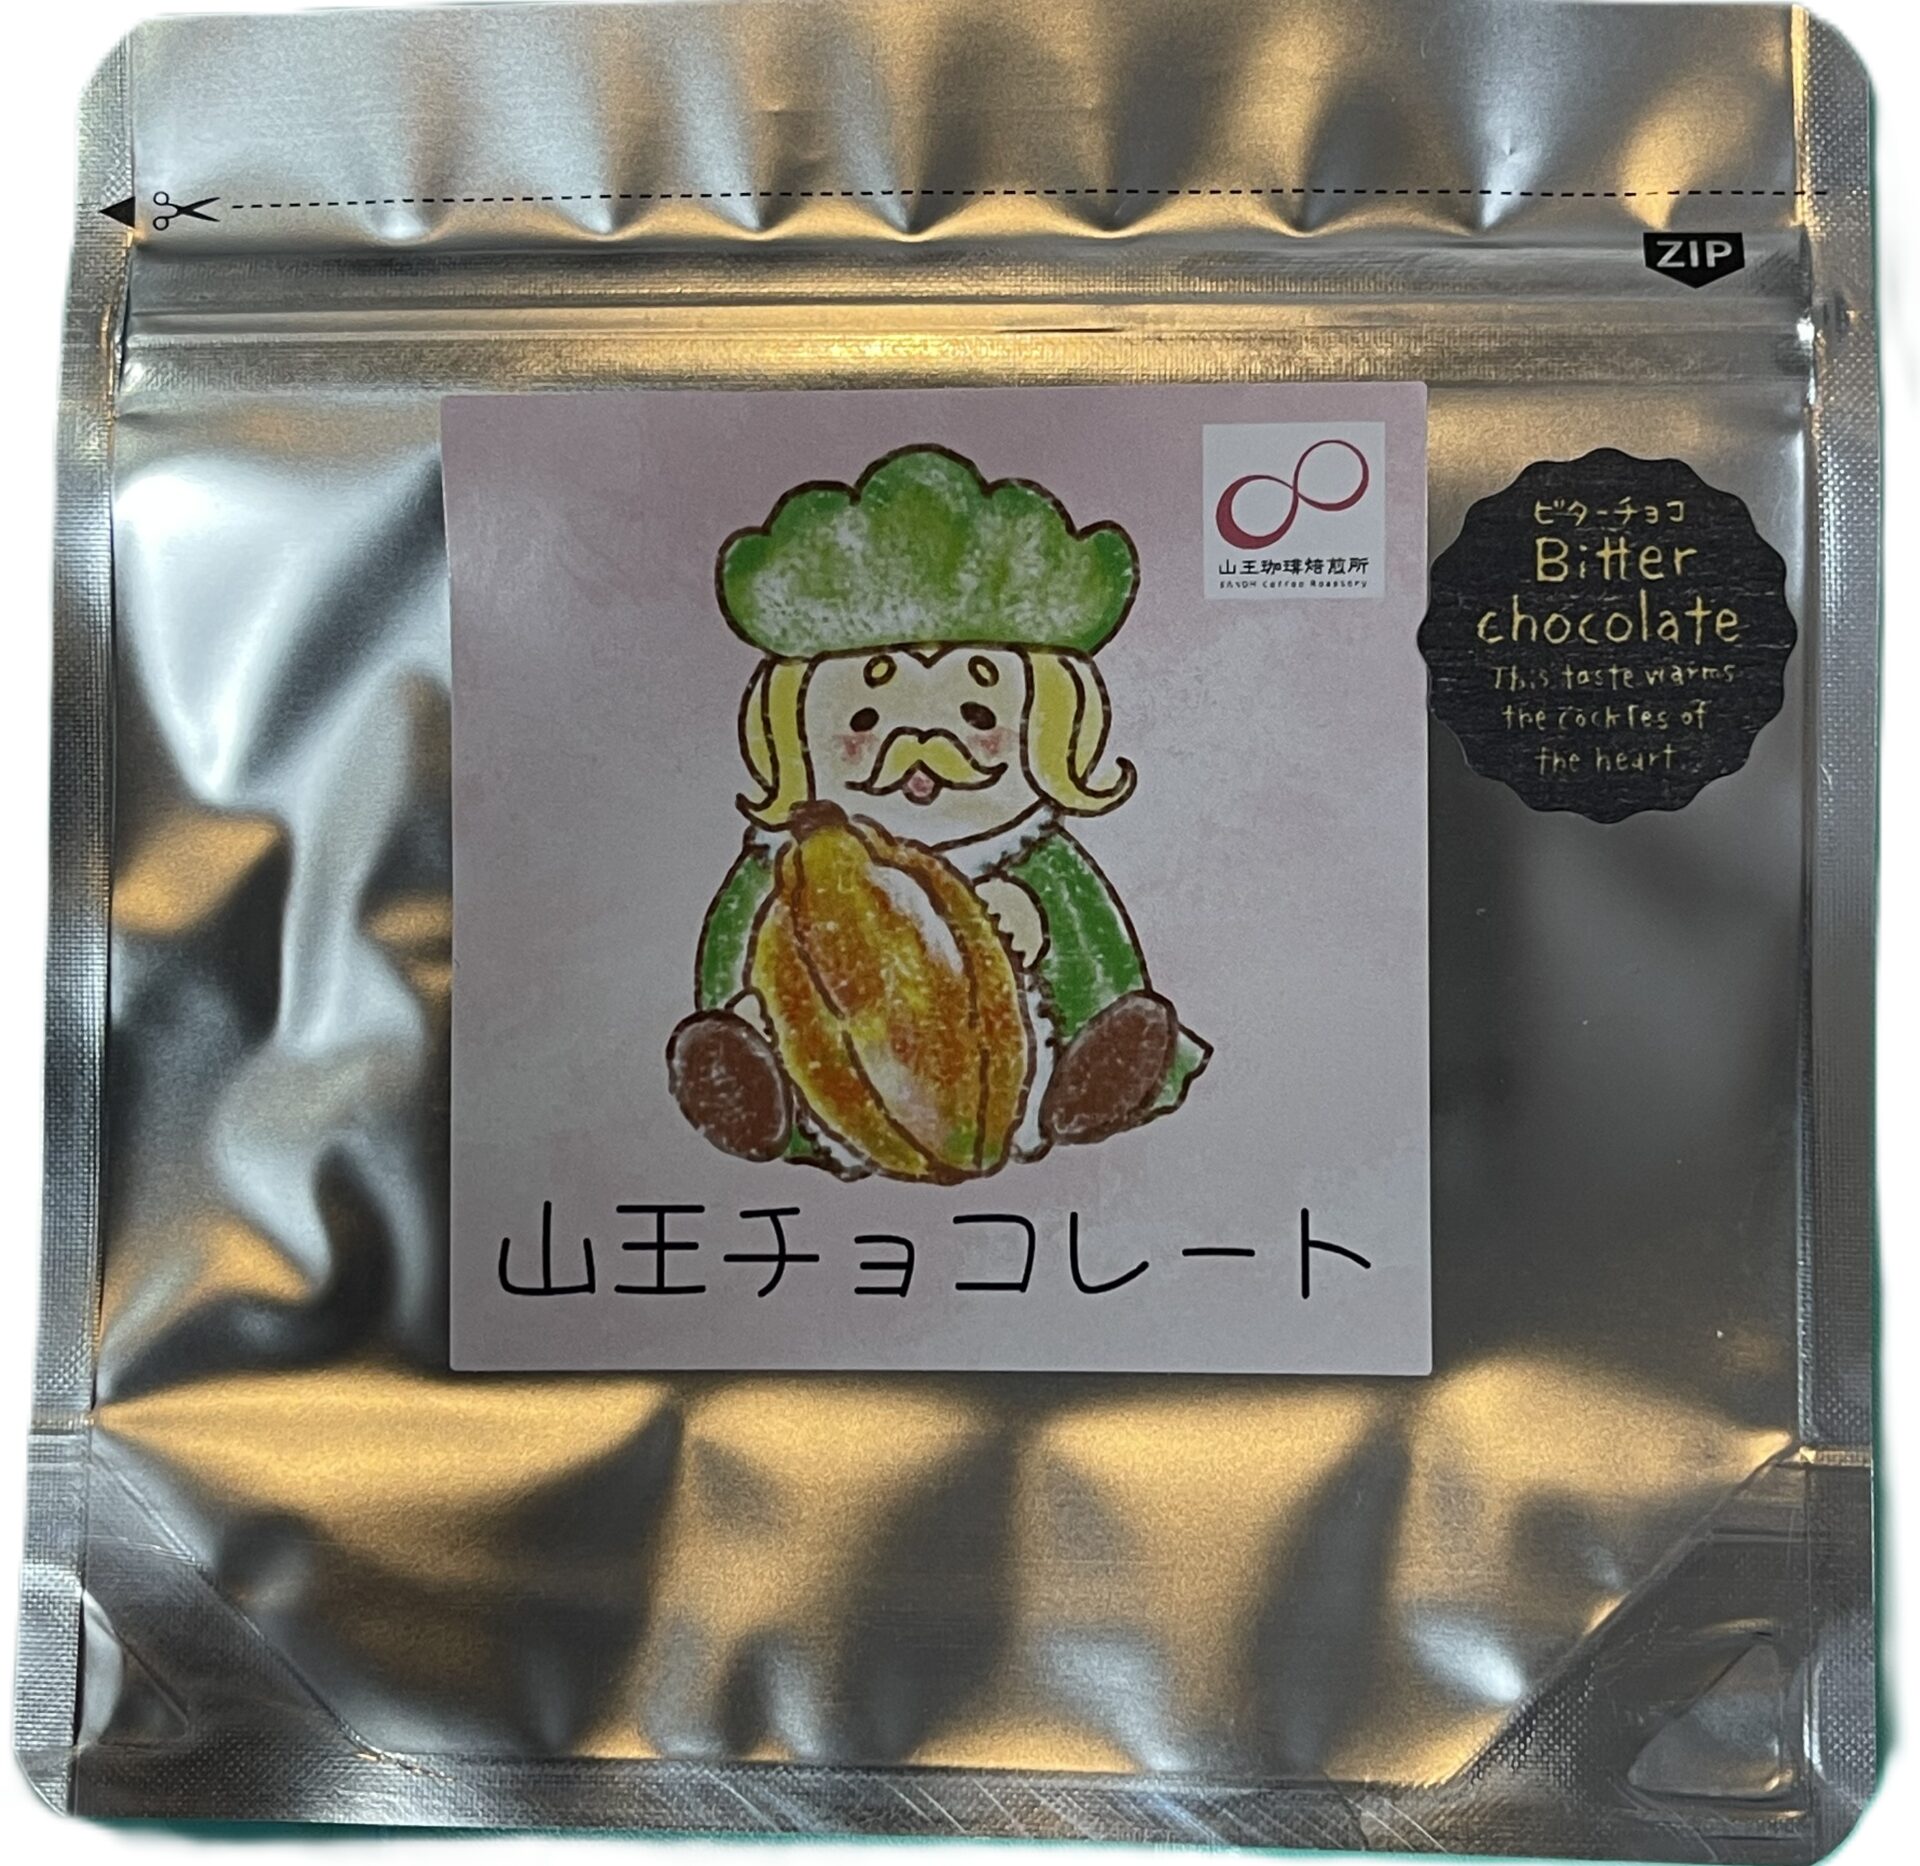 ZIP
山王珈琲焙煎所
SANOH Coffee Roastery
ビターチョコ
Bitter
chocolate
This taste warms
the cockles of
the heart.
山王チョコレート